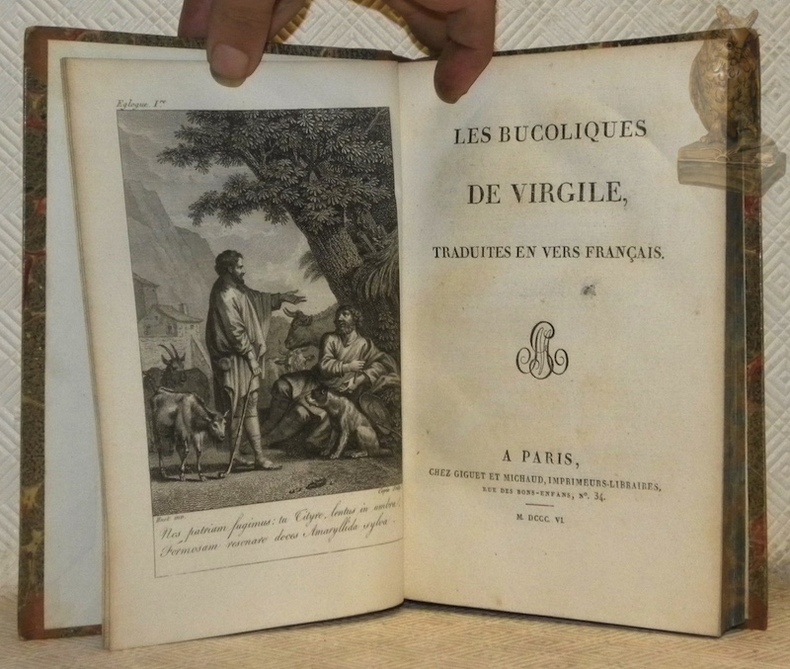 Eglogue. I.re
Nos patriam fugimus: tu Tityre, lentus in umbra,
Formosam resonare doces Amaryllida sylvas.
LES BUCOLIQUES
DE VIRGILE,
TRADUITES EN VERS FRANÇAIS.
A PARIS,
CHEZ GIGUET ET MICHAUD, IMPRIMEURS-LIBRAIRES,
RUE DES BONS-ENFANS, N°. 34.
M. DCCC. VI